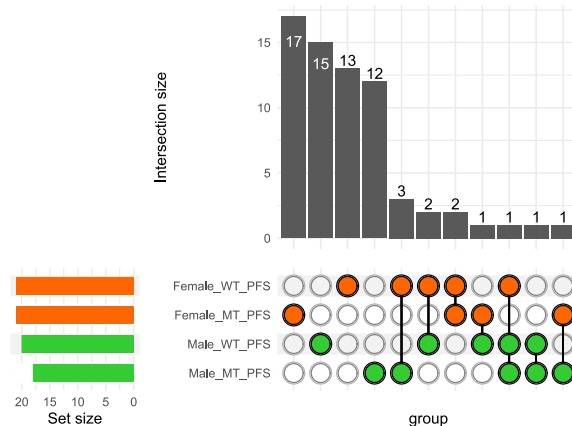 Intersection size
15
10
5
0
17
15
13
12
3
2
2
1
1
1
1
Female_WT_PFS
Female_MT_PFS
Male_WT_PFS
Male_MT_PFS
20 15 10 5 0
Set size
group